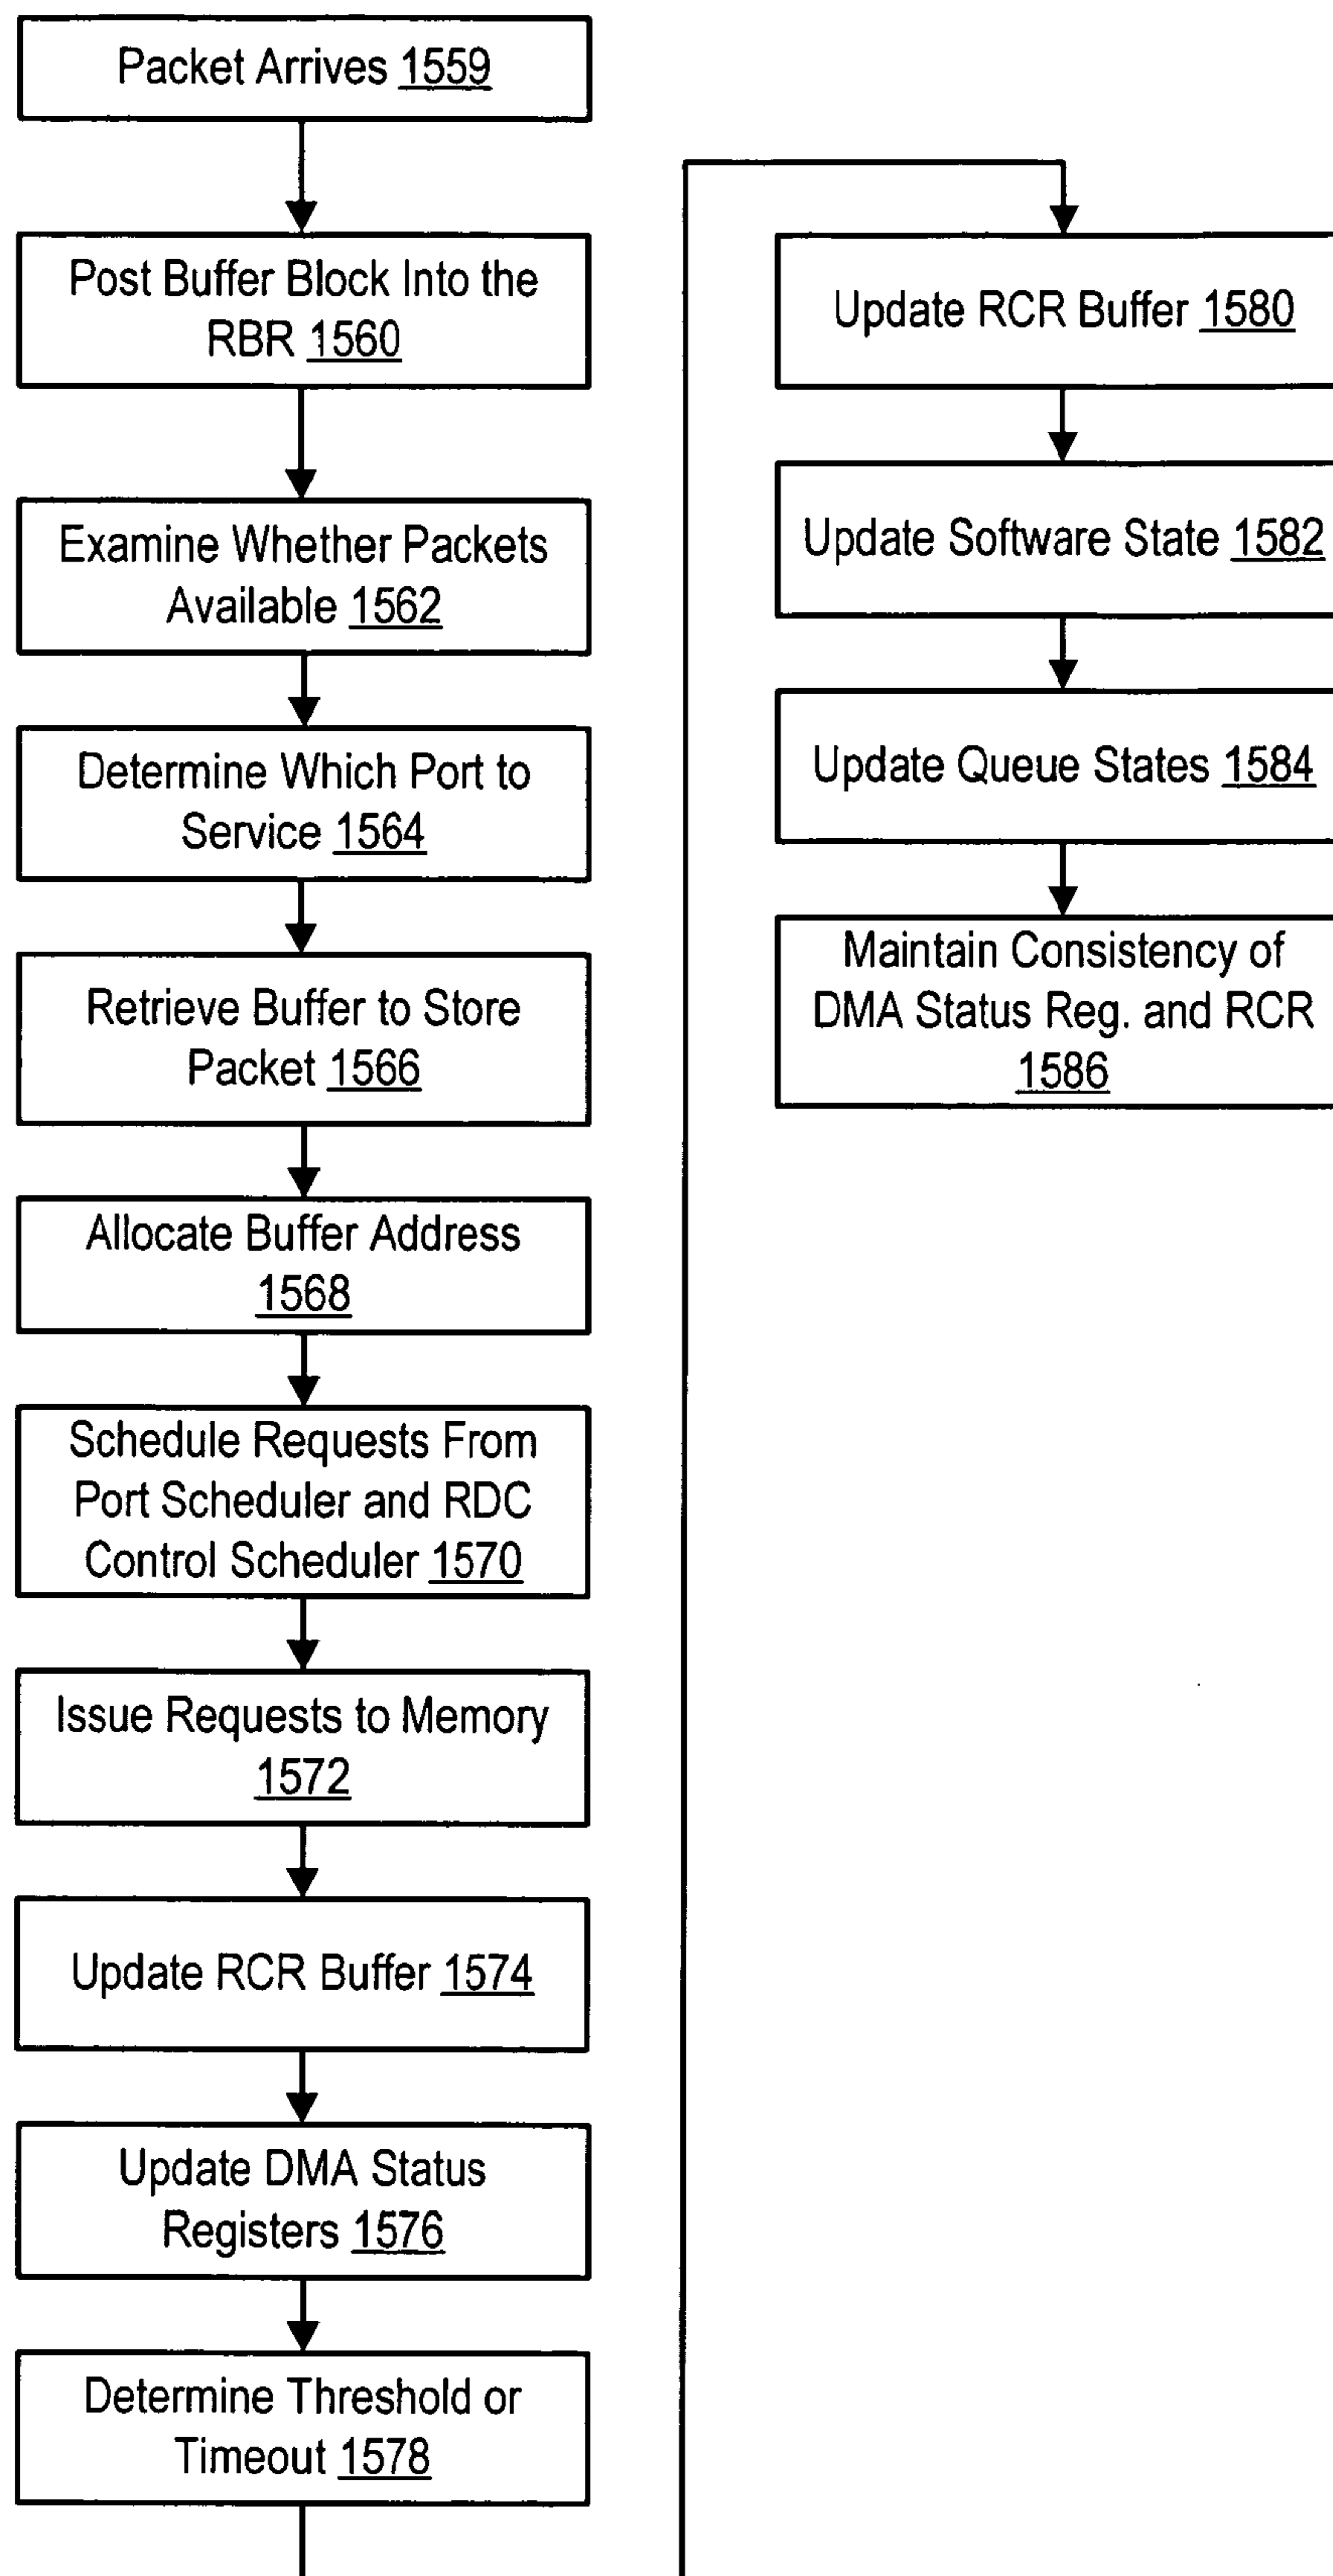 Packet Arrives 1559
Post Buffer Block Into the
RBR 1560
Examine Whether Packets
Available 1562
Determine Which Port to
Service 1564
Retrieve Buffer to Store
Packet 1566
Allocate Buffer Address
1568
Schedule Requests From
Port Scheduler and RDC
Control Scheduler 1570
Issue Requests to Memory
1572
Update RCR Buffer 1574
Update DMA Status
Registers 1576
Determine Threshold or
Timeout 1578
Update RCR Buffer 1580
Update Software State 1582
Update Queue States 1584
Maintain Consistency of
DMA Status Reg. and RCR
1586